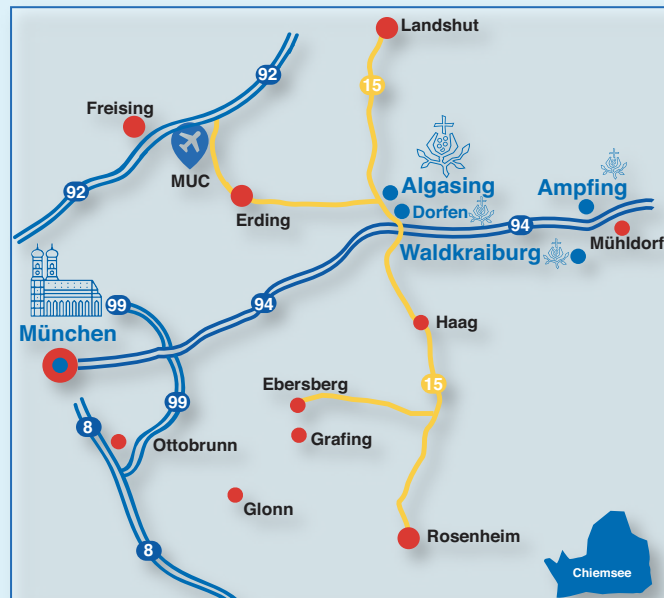 Landshut
92
15
Freising
MUC
92
Erding
Algasing
Ampfing
Dorfen
94
Mühldorf
Waldkraiburg
99
94
München
Haag
Ebersberg
15
99
8
Ottobrunn
Grafing
Glonn
Rosenheim
8
Chiemsee